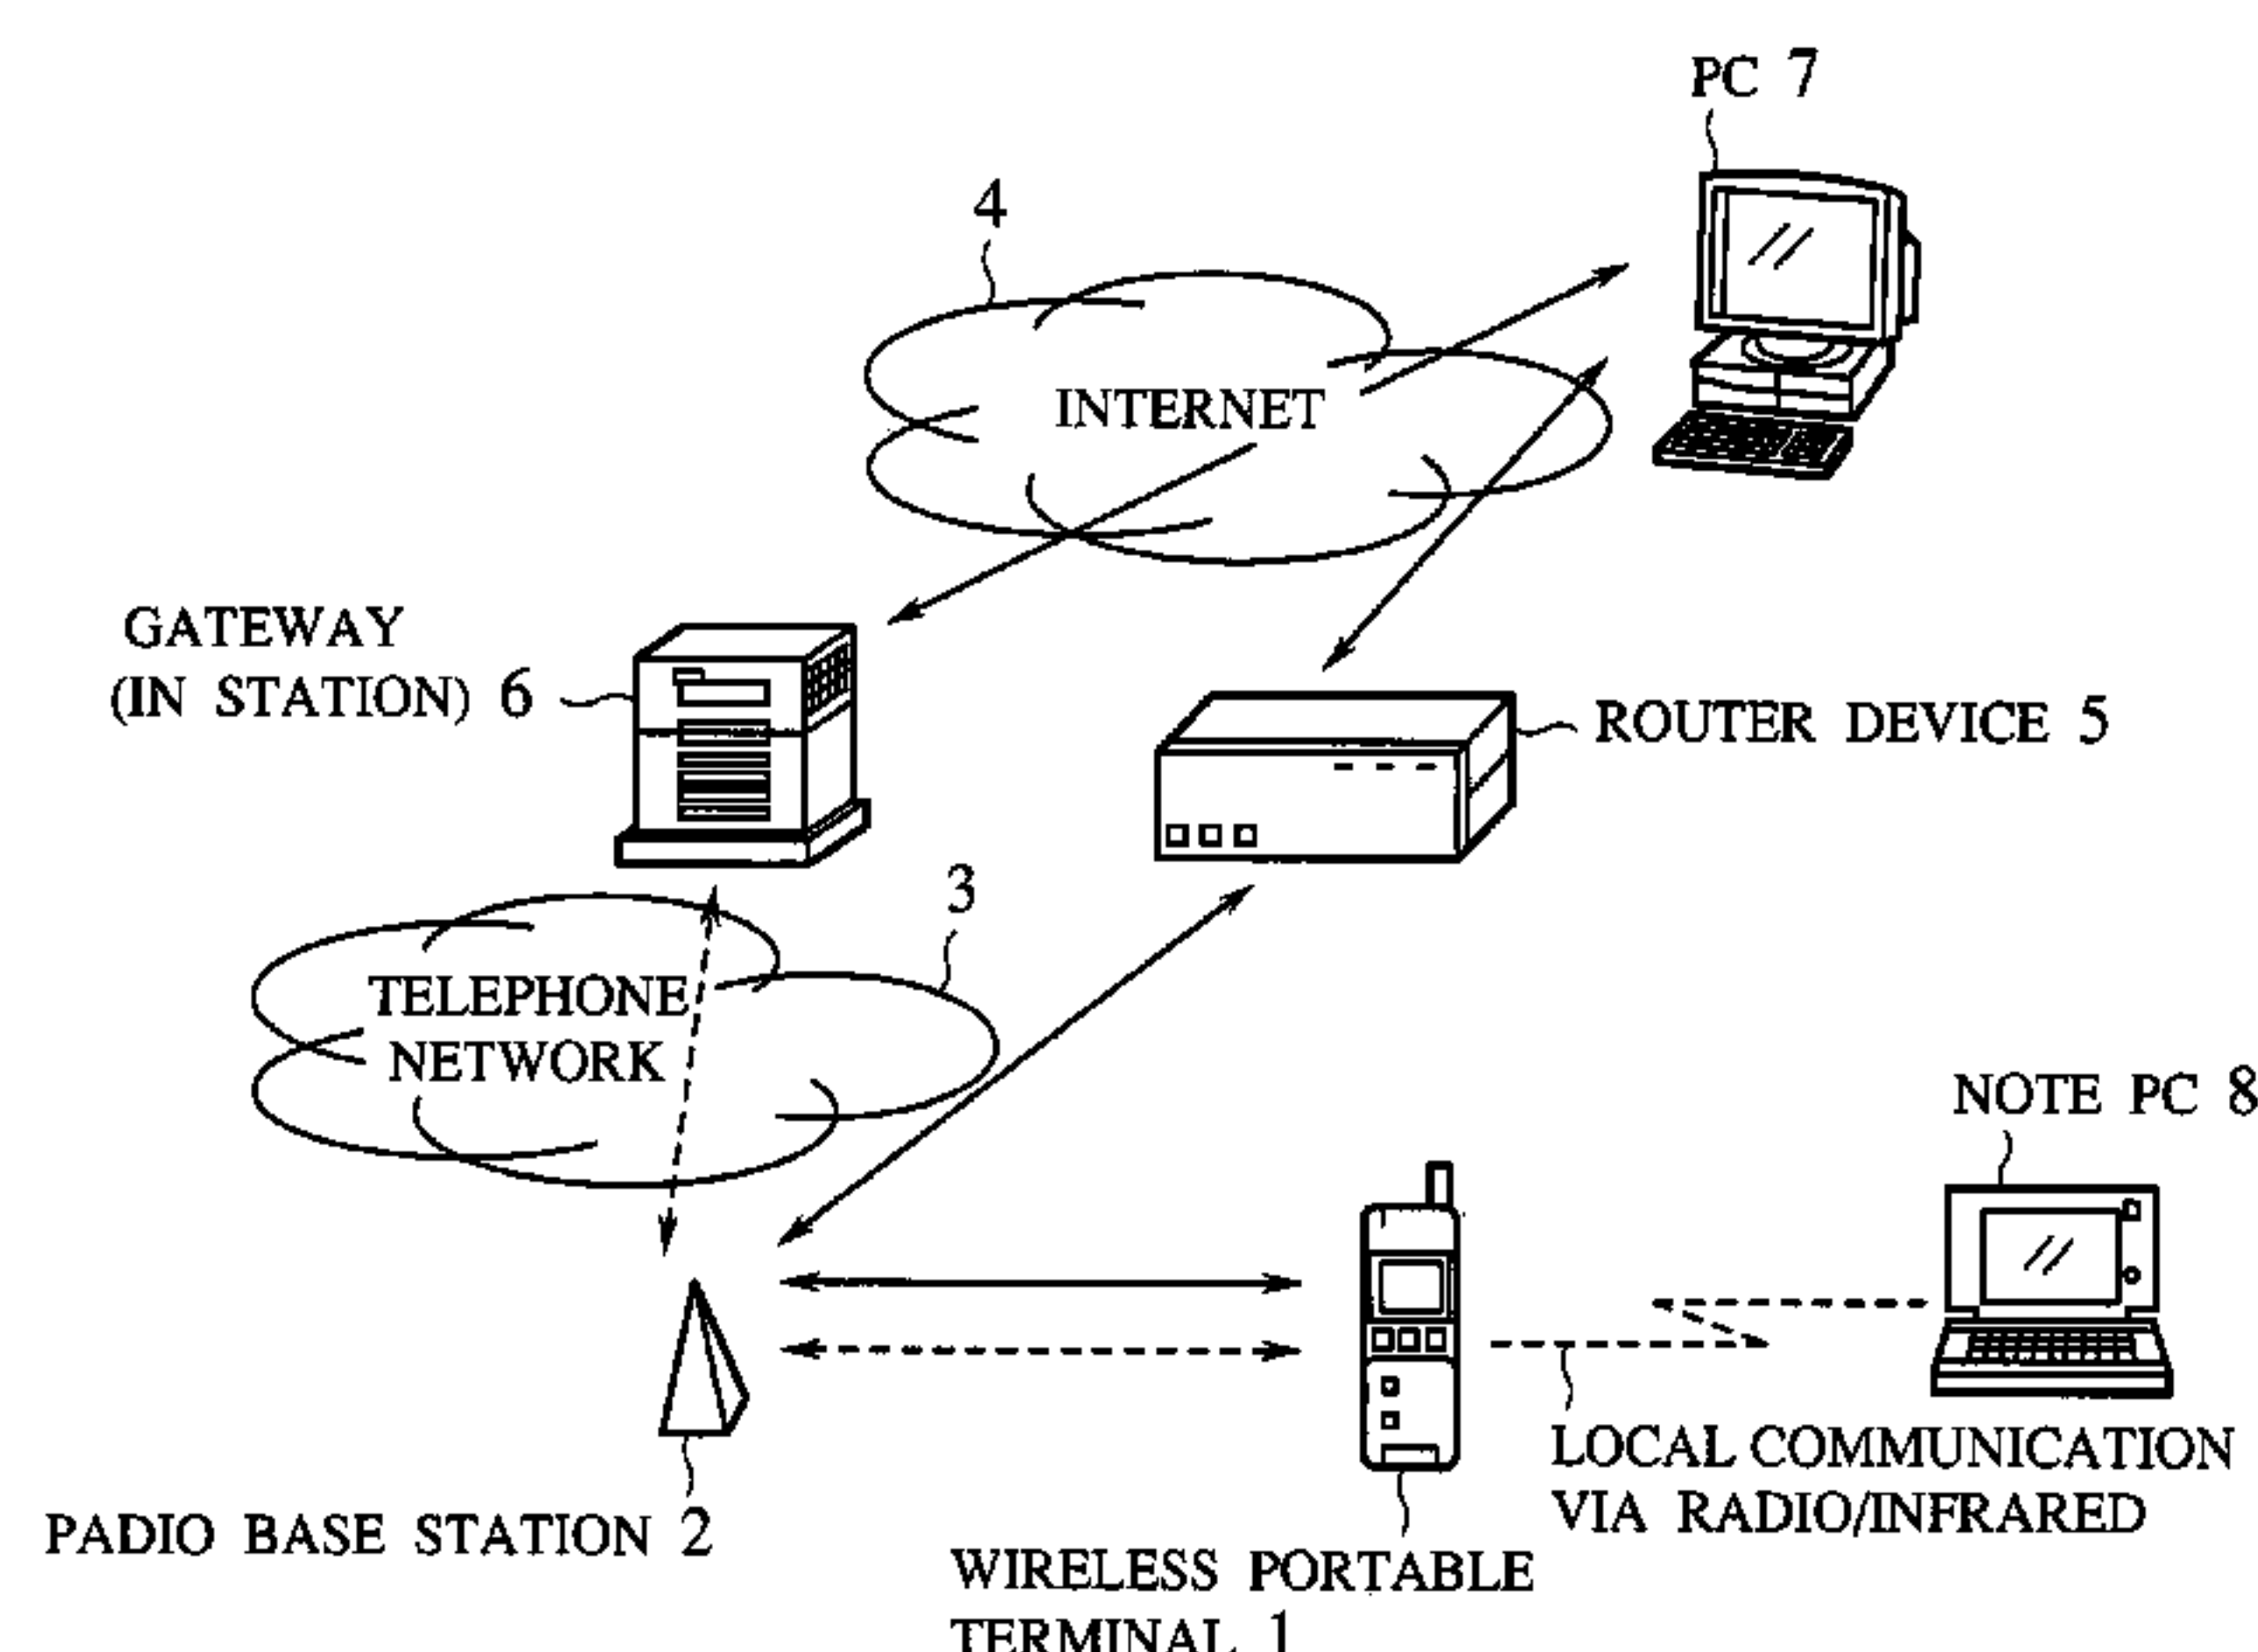 PC 7
4
INTERNET
GATEWAY
(IN STATION) 6
ROUTER DEVICE 5
3
TELEPHONE
NETWORK
NOTE PC 8
LOCAL COMMUNICATION
VIA RADIO/INFRARED
PADIO BASE STATION 2
WIRELESS PORTABLE
TERMINAL 1